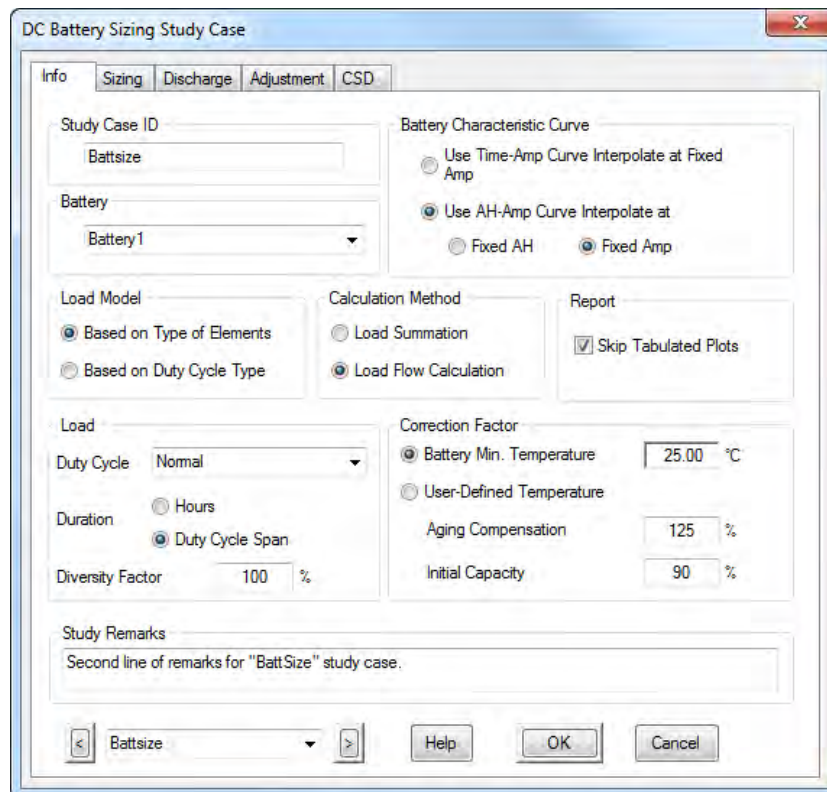 DC Battery Sizing Study Case
Info Sizing Discharge Adjustment CSD
Study Case ID
Battsize
Battery
Battery1
Battery Characteristic Curve
Use Time-Amp Curve Interpolate at Fixed
Amp
Use AH-Amp Curve Interpolate at
Fixed AH Fixed Amp
Load Model
Based on Type of Elements
Based on Duty Cycle Type
Calculation Method
Load Summation
Load Flow Calculation
Report
Skip Tabulated Plots
Load
Duty Cycle Normal
Duration
Hours
Duty Cycle Span
Diversity Factor 100 %
Correction Factor
Battery Min. Temperature 25.00 °C
User-Defined Temperature
Aging Compensation 125 %
Initial Capacity 90 %
Study Remarks
Second line of remarks for "BattSize" study case.
< Battsize > Help OK Cancel